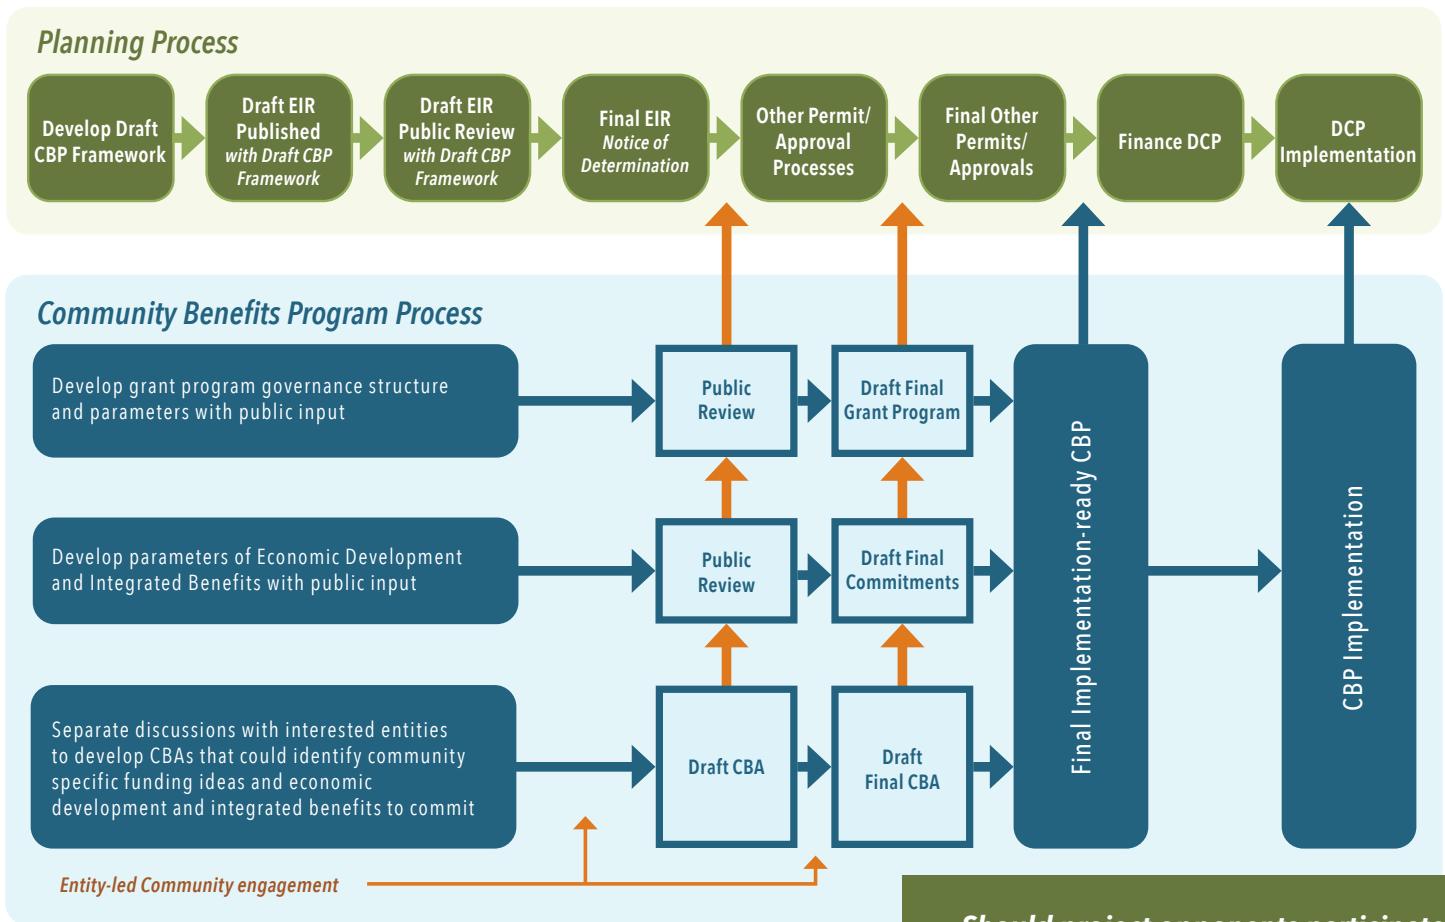 Planning Process
Develop Draft
CBP Framework
Draft EIR
Published
with Draft CBP
Framework
Draft EIR
Public Review
with Draft CBP
Framework
Final EIR
Notice of
Determination
Other Permit/
Approval
Processes
Final Other
Permits/
Approvals
Finance DCP
DCP
Implementation
Community Benefits Program Process
Develop grant program governance structure
and parameters with public input
Public
Review
Draft Final
Grant Program
Develop parameters of Economic Development
and Integrated Benefits with public input
Public
Review
Draft Final
Commitments
Separate discussions with interested entities
to develop CBAs that could identify community
specific funding ideas and economic
development and integrated benefits to commit
Draft CBA
Draft
Final CBA
Final Implementation-ready CBP
CBP Implementation
Entity-led Community engagement
Should project opponents participate